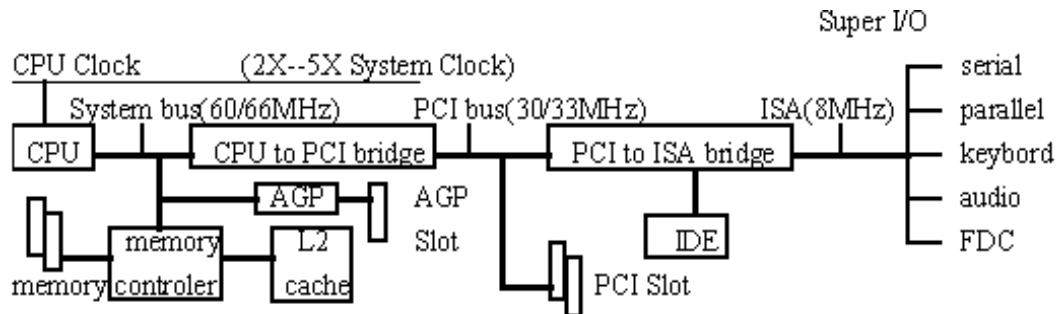 Super I/O
CPU Clock (2X--5X System Clock)
serial
System bus(60/66MHz) PCI bus(30/33MHz) ISA(8MHz)
parallel
CPU CPU to PCI bridge PCI to ISA bridge
keybord
AGP AGP
audio
memory L2 Slot IDE
FDC
memory controler cache PCI Slot